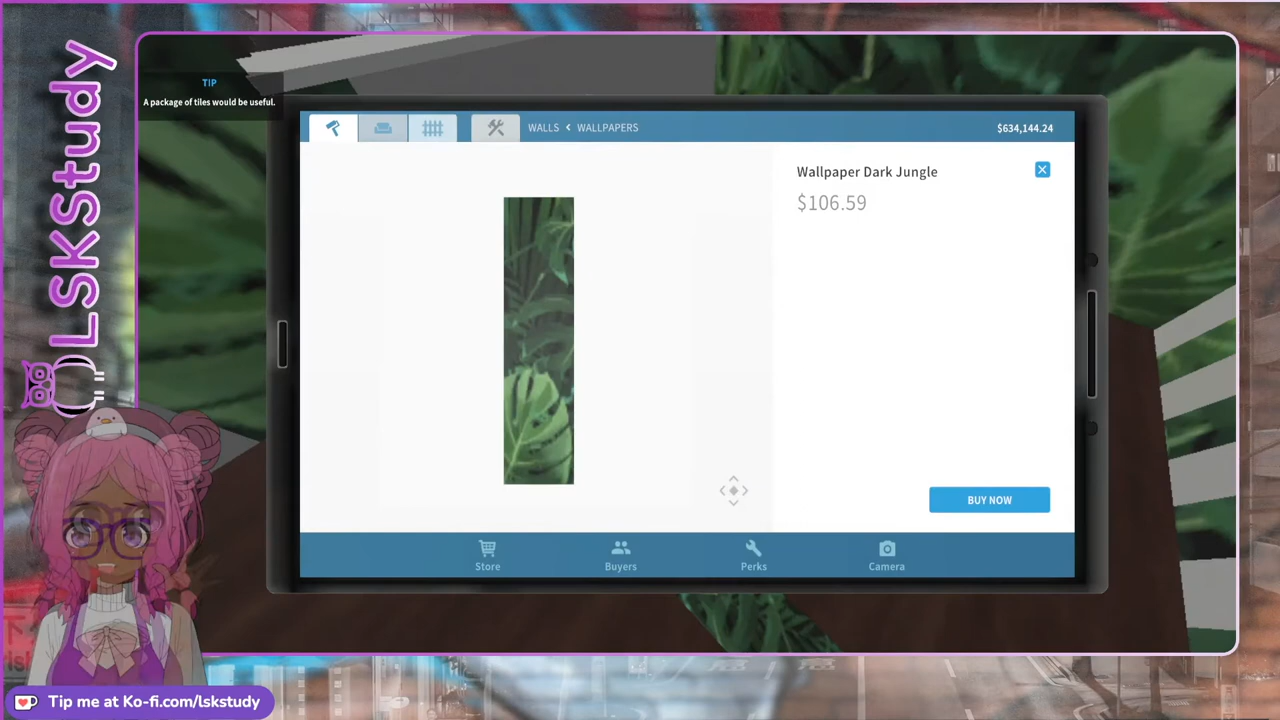 LSKStudy
TIP
A package of tiles would be useful.
WALLS < WALLPAPERS
$634,144.24
Wallpaper Dark Jungle
$106.59
BUY NOW
Store
Buyers
Perks
Camera
Tip me at Ko-fi.com/lskstudy